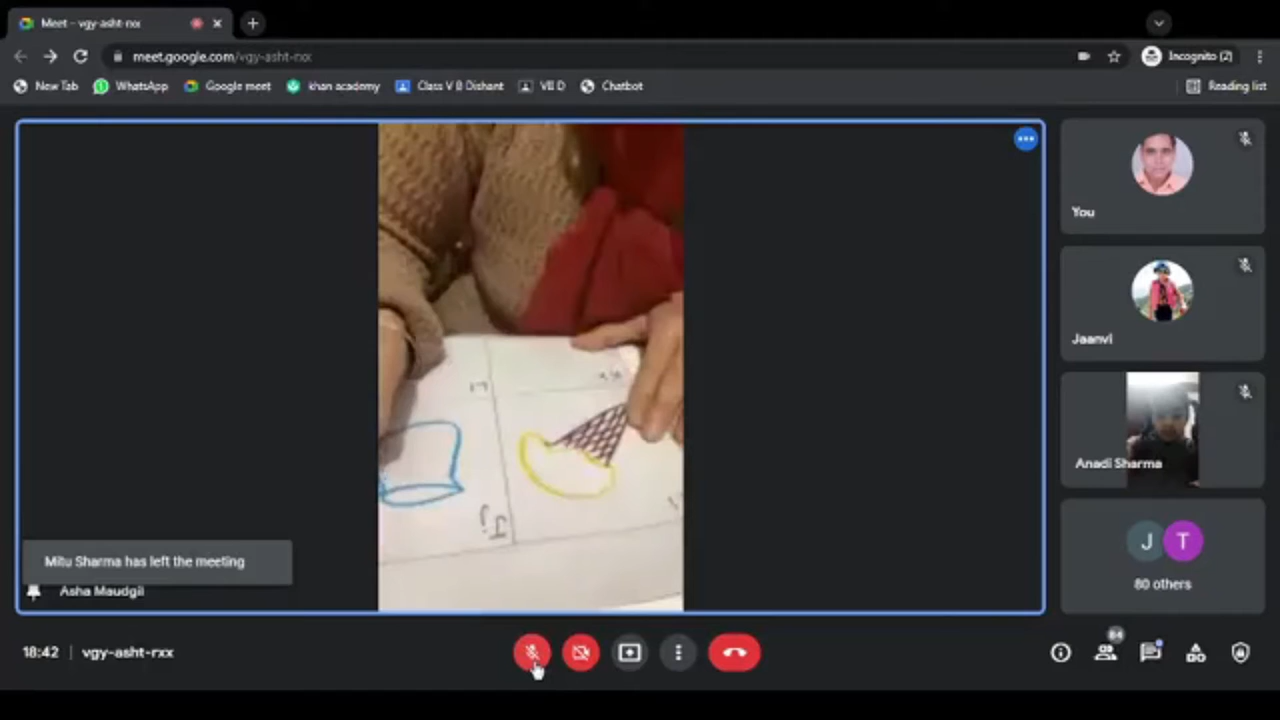 Meet - vgy-asht-rxx
meet.google.com/vgy-asht-rxx
Incognito (2)
New Tab
WhatsApp
Google meet
khan academy
Class V B Dishant
VII D
Chatbot
Reading list
You
Jaanvi
Anadi Sharma
J
T
80 others
Jj
Mitu Sharma has left the meeting
Asha Maudgil
18:42 | vgy-asht-rxx
84